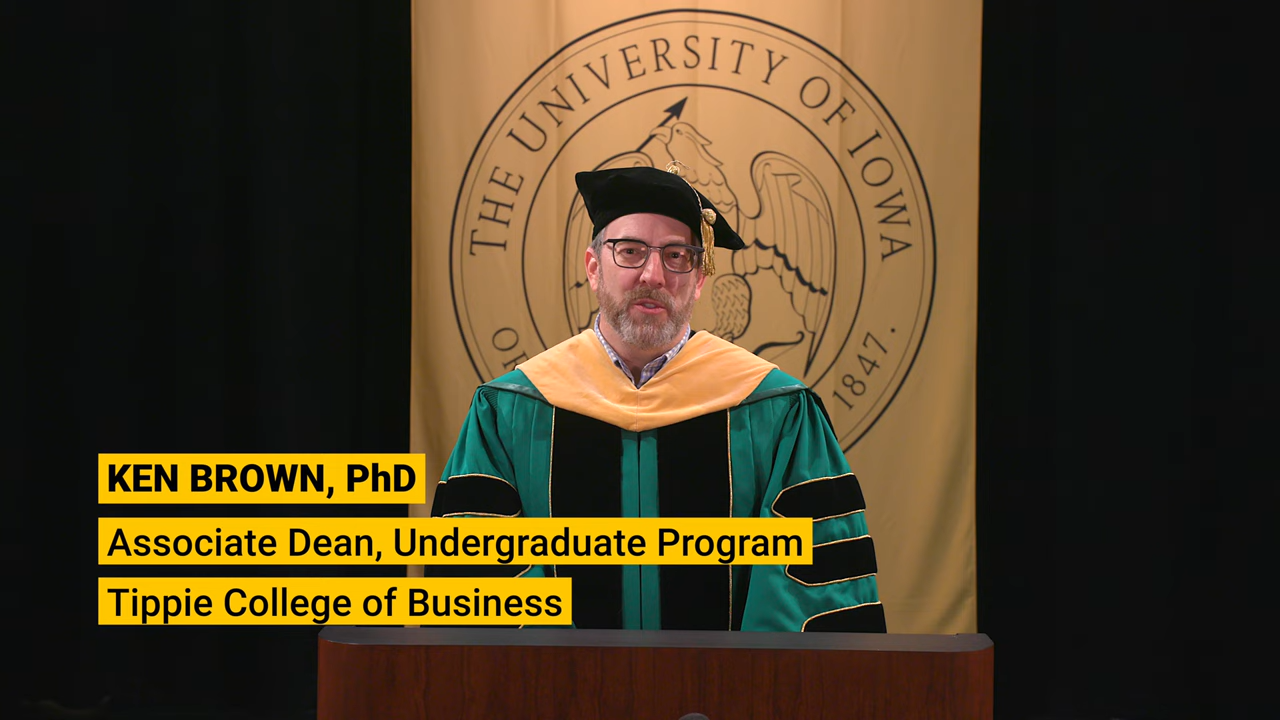 THE UNIVERSITY OF IOWA
1847.
KEN BROWN, PhD
Associate Dean, Undergraduate Program
Tippie College of Business